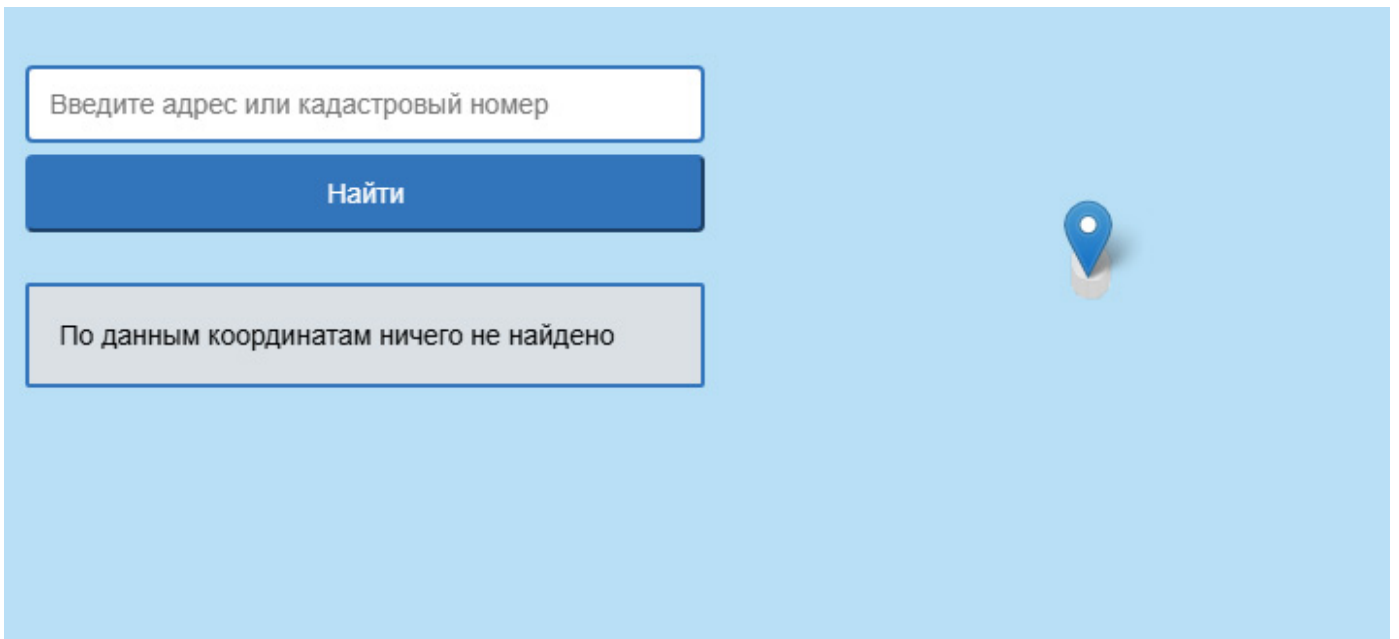 Введите адрес или кадастровый номер
Найти
По данным координатам ничего не найдено